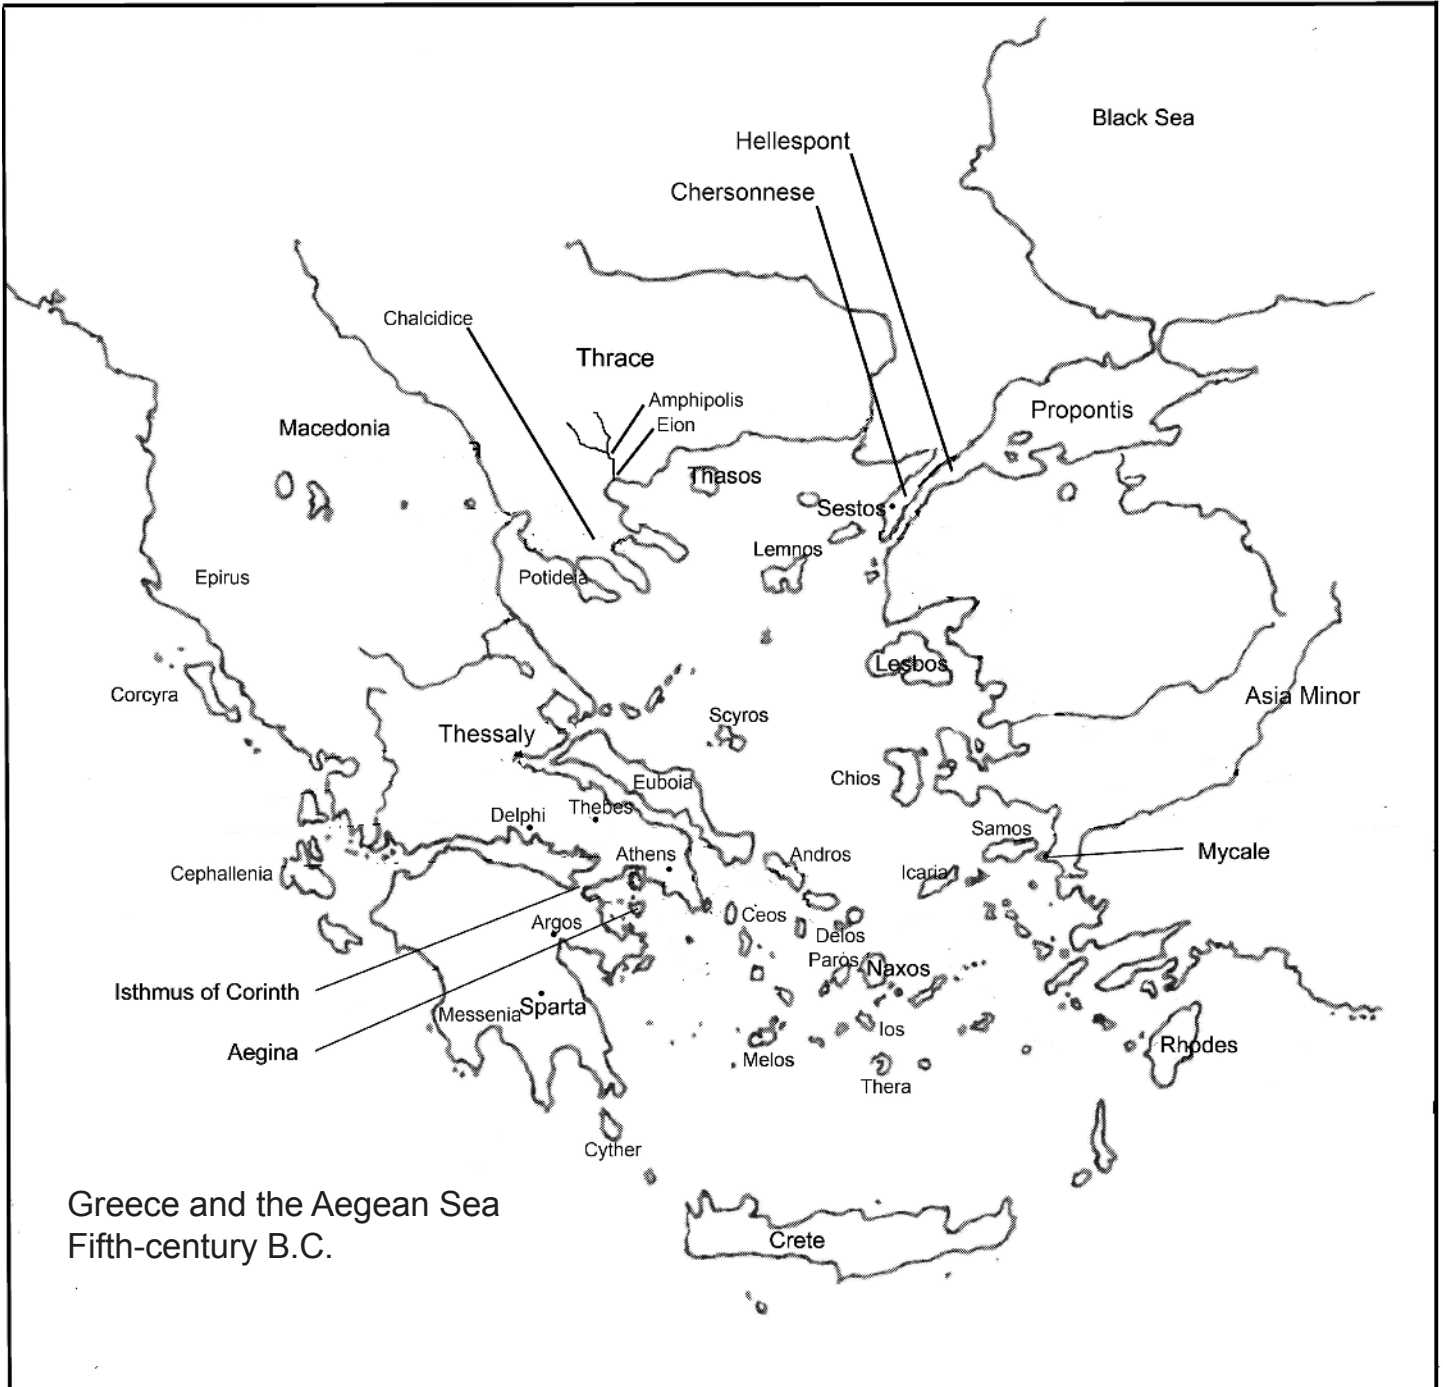 Black Sea
Hellespont
Chersonnese
Chalcidice
Thrace
Amphipolis
Eion
Propontis
Macedonia
Thasos
Sestos
Lemnos
Epirus
Potideia
Lesbos
Corcyra
Asia Minor
Scyros
Thessaly
Euboia
Chios
Thebes
Delphi
Samos
Mycale
Athens
Andros
Cephallenia
Icaria
Ceos
Argos
Delos
Paros
Naxos
Isthmus of Corinth
Messenia
Sparta
Ios
Rhodes
Aegina
Melos
Thera
Cyther
Greece and the Aegean Sea
Fifth-century B.C.
Crete